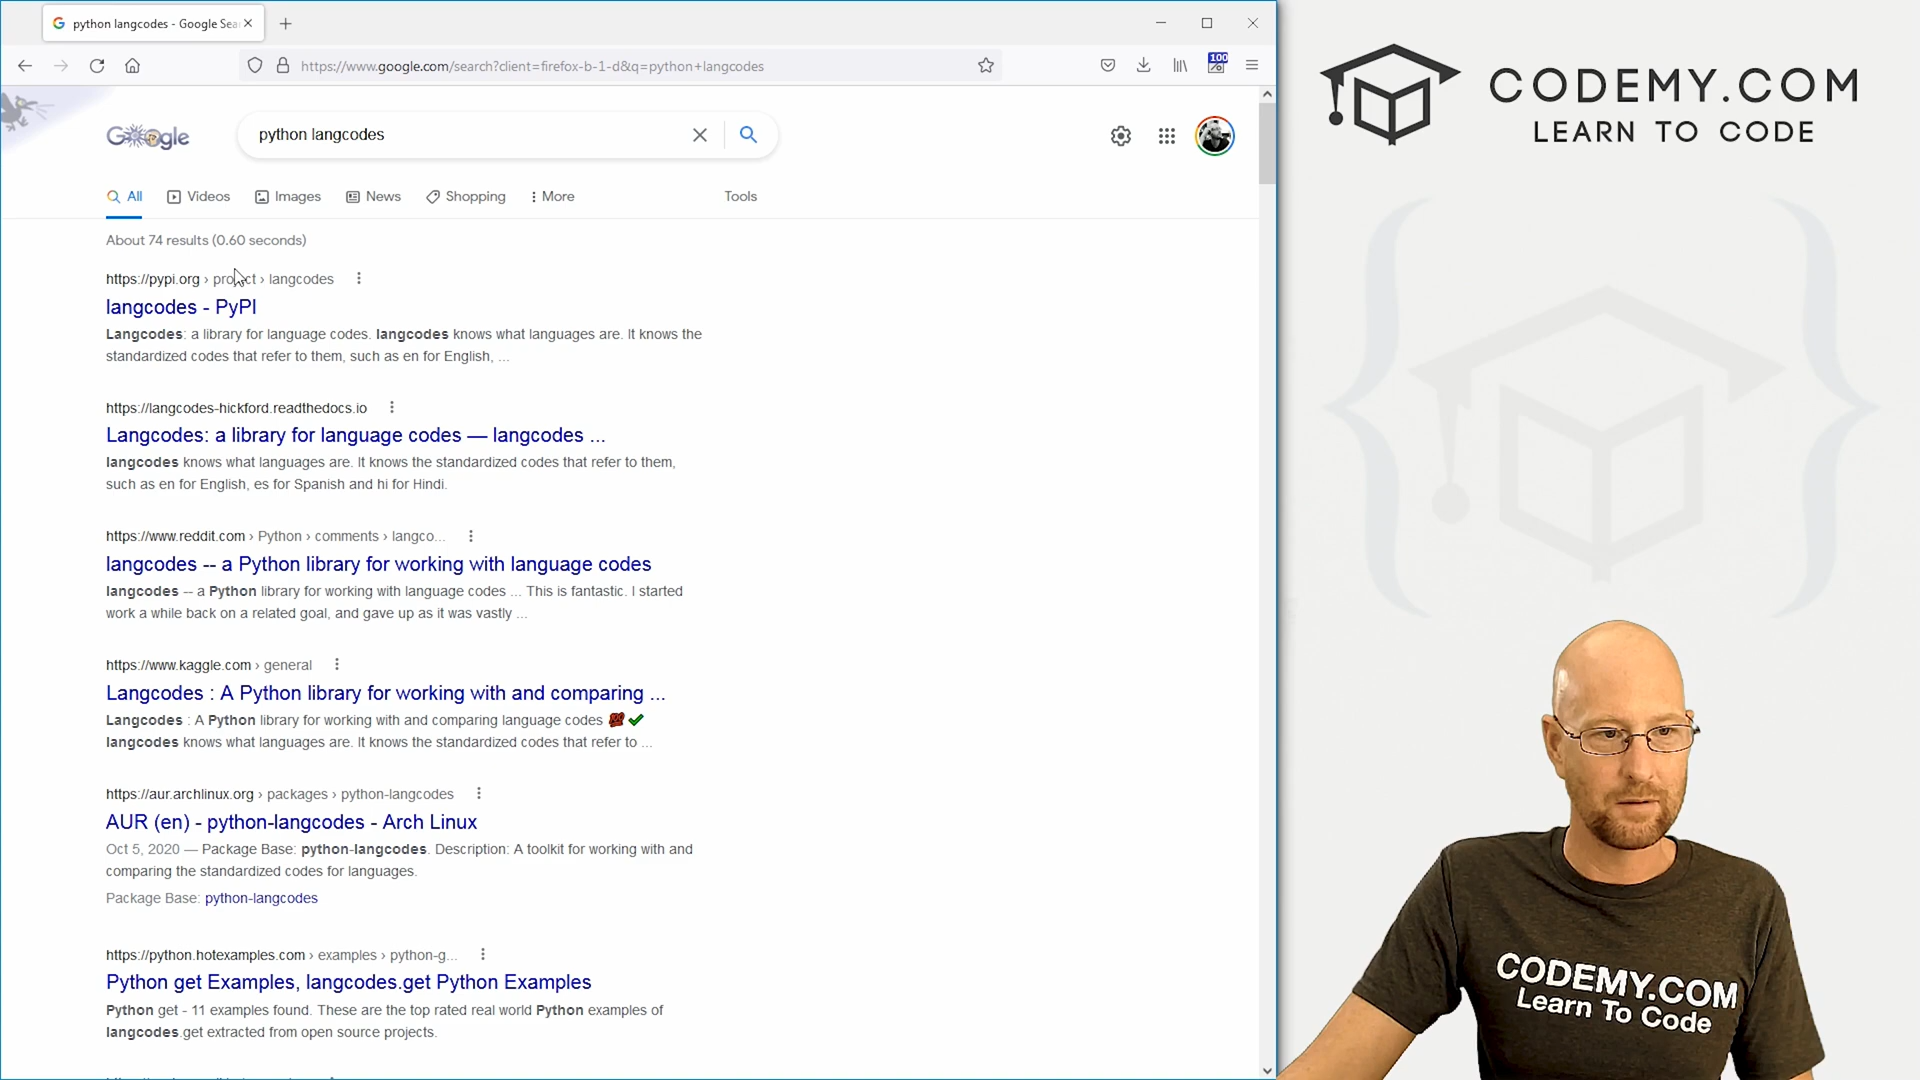 python langcodes - Google Sea
https://www.google.com/search?client=firefox-b-1-d&q=python+langcodes
100
CODEMY.COM
LEARN TO CODE
Google
python langcodes
All
Videos
Images
News
Shopping
More
Tools
About 74 results (0.60 seconds)
https://pypi.org › project › langcodes
langcodes - PyPI
Langcodes: a library for language codes. langcodes knows what languages are. It knows the
standardized codes that refer to them, such as en for English, ...
https://langcodes-hickford.readthedocs.io
Langcodes: a library for language codes — langcodes ...
langcodes knows what languages are. It knows the standardized codes that refer to them,
such as en for English, es for Spanish and hi for Hindi.
https://www.reddit.com › Python › comments › langco...
langcodes -- a Python library for working with language codes
langcodes -- a Python library for working with language codes ... This is fantastic. I started
work a while back on a related goal, and gave up as it was vastly ...
https://www.kaggle.com › general
Langcodes : A Python library for working with and comparing ...
Langcodes : A Python library for working with and comparing language codes 💯 ✔
langcodes knows what languages are. It knows the standardized codes that refer to ...
https://aur.archlinux.org › packages › python-langcodes
AUR (en) - python-langcodes - Arch Linux
Oct 5, 2020 — Package Base: python-langcodes. Description: A toolkit for working with and
comparing the standardized codes for languages.
Package Base: python-langcodes
https://python.hotexamples.com › examples › python-g...
Python get Examples, langcodes.get Python Examples
Python get - 11 examples found. These are the top rated real world Python examples of
langcodes.get extracted from open source projects.
CODEMY.COM
Learn To Code